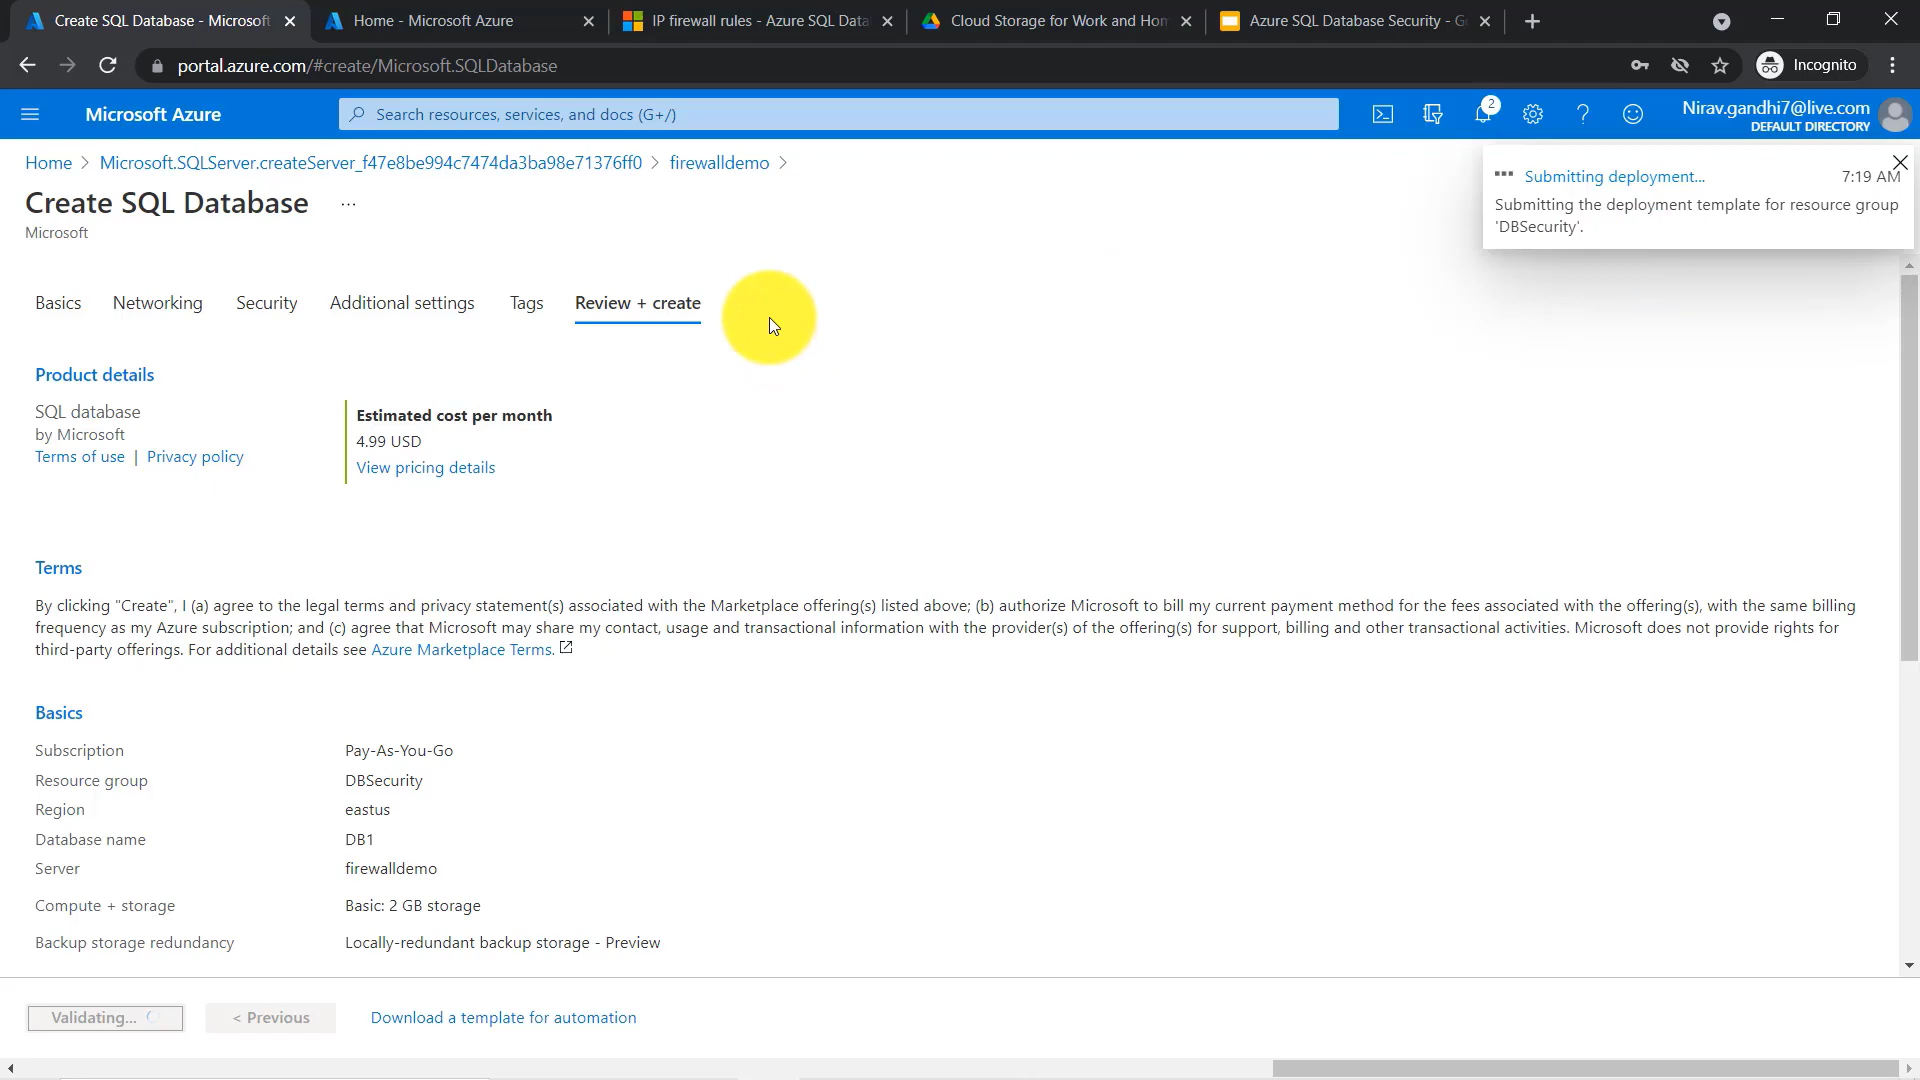 Create SQL Database - Microsoft
Home - Microsoft Azure
IP firewall rules - Azure SQL Data
Cloud Storage for Work and Hom
Azure SQL Database Security - Go
portal.azure.com/#create/Microsoft.SQLDatabase
Incognito
Microsoft Azure
Search resources, services, and docs (G+/)
2
Nirav.gandhi7@live.com
DEFAULT DIRECTORY
Home > Microsoft.SQLServer.createServer_f47e8be994c7474da3ba98e71376ff0 > firewalldemo >
Create SQL Database ...
Microsoft
Submitting deployment... 7:19 AM
Submitting the deployment template for resource group
'DBSecurity'.
Basics Networking Security Additional settings Tags Review + create
Product details
SQL database
by Microsoft
Terms of use | Privacy policy
Estimated cost per month
4.99 USD
View pricing details
Terms
By clicking "Create", I (a) agree to the legal terms and privacy statement(s) associated with the Marketplace offering(s) listed above; (b) authorize Microsoft to bill my current payment method for the fees associated with the offering(s), with the same billing
frequency as my Azure subscription; and (c) agree that Microsoft may share my contact, usage and transactional information with the provider(s) of the offering(s) for support, billing and other transactional activities. Microsoft does not provide rights for
third-party offerings. For additional details see Azure Marketplace Terms.
Basics
Subscription Pay-As-You-Go
Resource group DBSecurity
Region eastus
Database name DB1
Server firewalldemo
Compute + storage Basic: 2 GB storage
Backup storage redundancy Locally-redundant backup storage - Preview
Validating... < Previous Download a template for automation